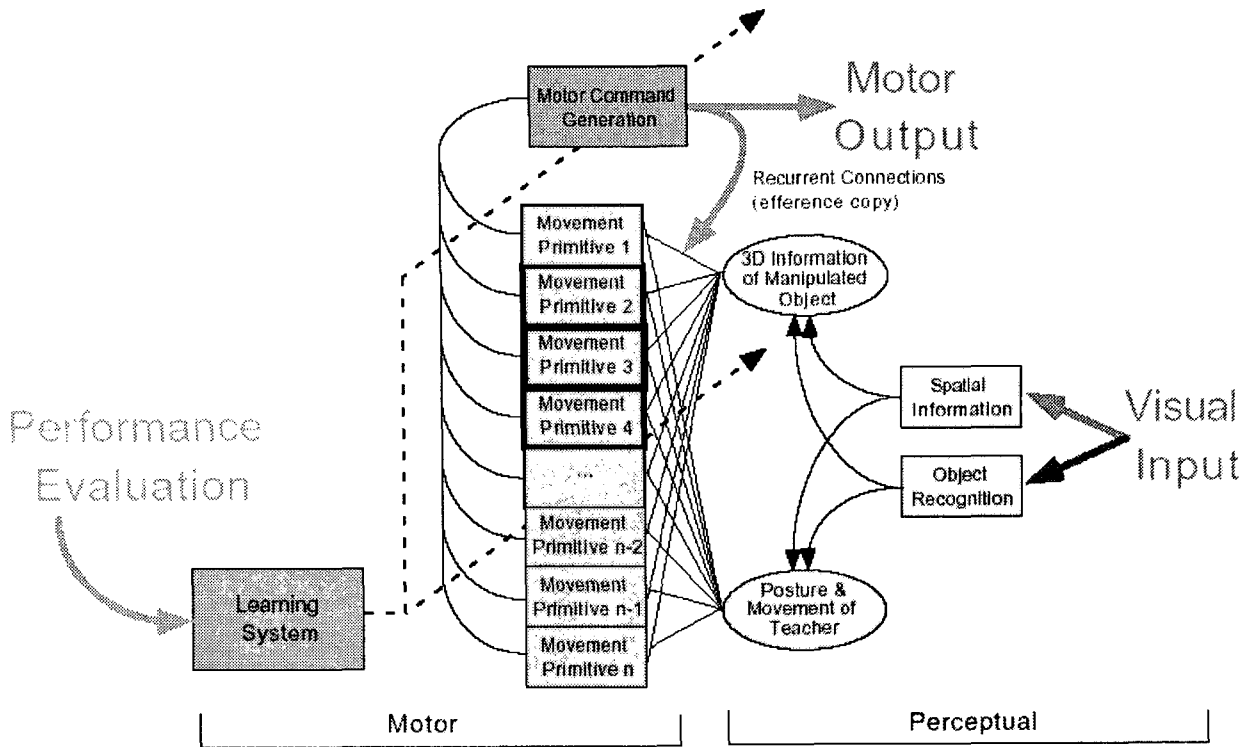 Motor Command
Generation
Motor
Output
Recurrent Connections
(efference copy)
Movement
Primitive 1
Movement
Primitive 2
Movement
Primitive 3
Movement
Primitive 4
...
Movement
Primitive n-2
Movement
Primitive n-1
Movement
Primitive n
3D Information
of Manipulated
Object
Spatial
Information
Object
Recognition
Visual
Input
Posture &
Movement of
Teacher
Performance
Evaluation
Learning
System
Motor
Perceptual